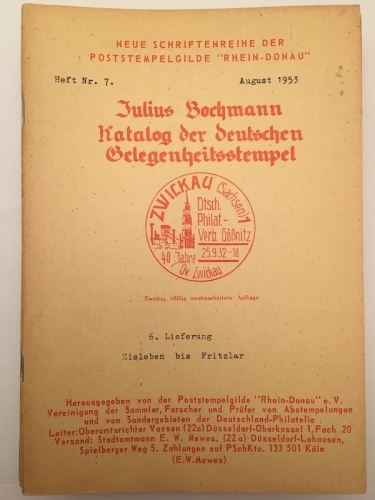 NEUE SCHRIFTENREIHE DER
POSTSTEMPELGILDE "RHEIN-DONAU"
Heft Nr. 7.
August 1953
Julius Bochmann
Katalog der deutschen
Gelegenheitsstempel
ZWICKAU (Sachsen)1
Dtsch.
Philat.-
Verb. Gößnitz
40 Jahre
25.9.32-18
Ov. Zwickau
Zweite, völlig neubearbeitete Auflage
6. Lieferung
Eisleben bis Fritzlar
Herausgegeben von der Poststempelgilde "Rhein-Donau" e.V.
Vereinigung der Sammler, Forscher und Prüfer von Abstempelungen
und von Sondergebieten der Deutschland-Philatelie
Leiter: Oberamtsrichter Vorsen (22a) Düsseldorf-Oberkassel 1, Fach. 20
Versand: Stadtamtmann E. W. Mewes, (22a) Düsseldorf-Lohausen,
Spielberger Weg 5. Zahlungen auf PSchKto. 133 501 Köln
(E.W.Mewes)